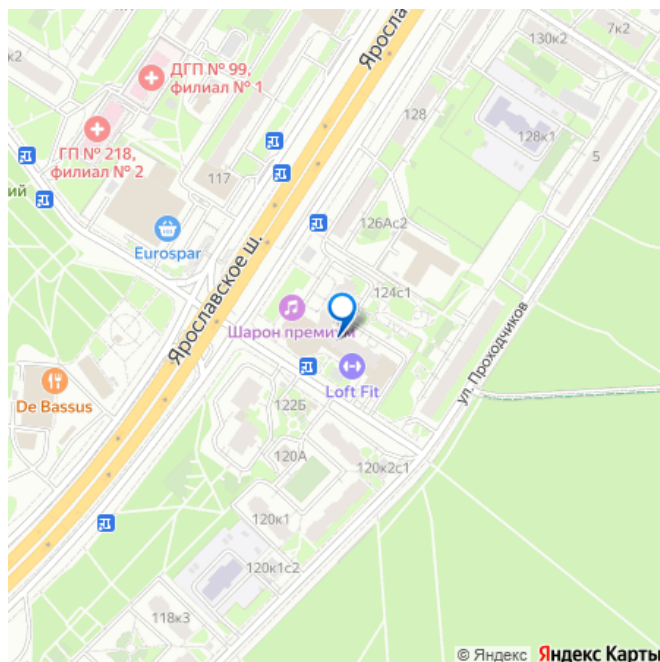 к2
ДГП № 99,
филиал № 1
Яросла
130к2
7к2
128
128к1
ГП № 218,
филиал № 2
5
117
ий
126Ас2
Eurospar
Ярославское ш.
124с1
Шарон премиум
ул. Проходчиков
Loft Fit
De Bassus
122Б
120А
120к2с1
120к1
120к1с2
118к3
© Яндекс Яндекс Карты